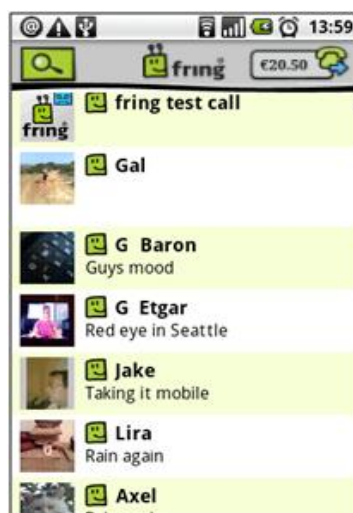 13:59
fring
€20.50
fring test call
fring
Gal
G Baron
Guys mood
G Etgar
Red eye in Seattle
Jake
Taking it mobile
Lira
Rain again
Axel